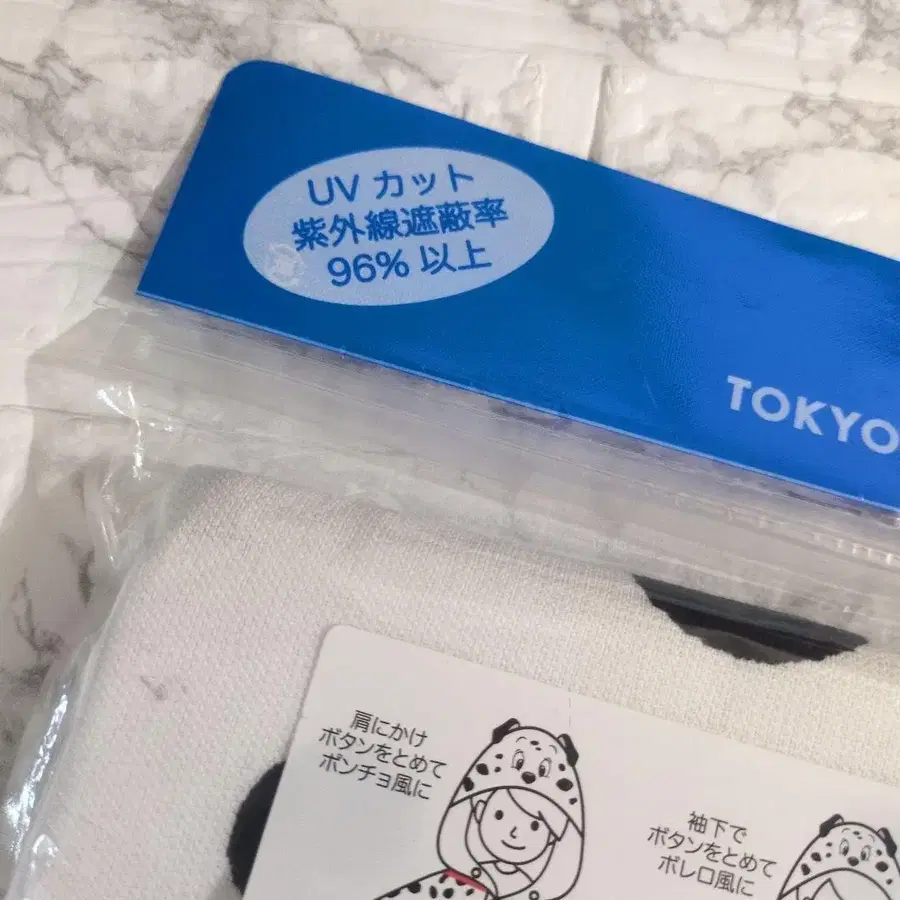 UV カット
紫外線遮蔽率
96% 以上
TOKYO
肩にかけ
ボタンをとめて
ポンチョ風に
袖下で
ボタンをとめて
ボレロ風に